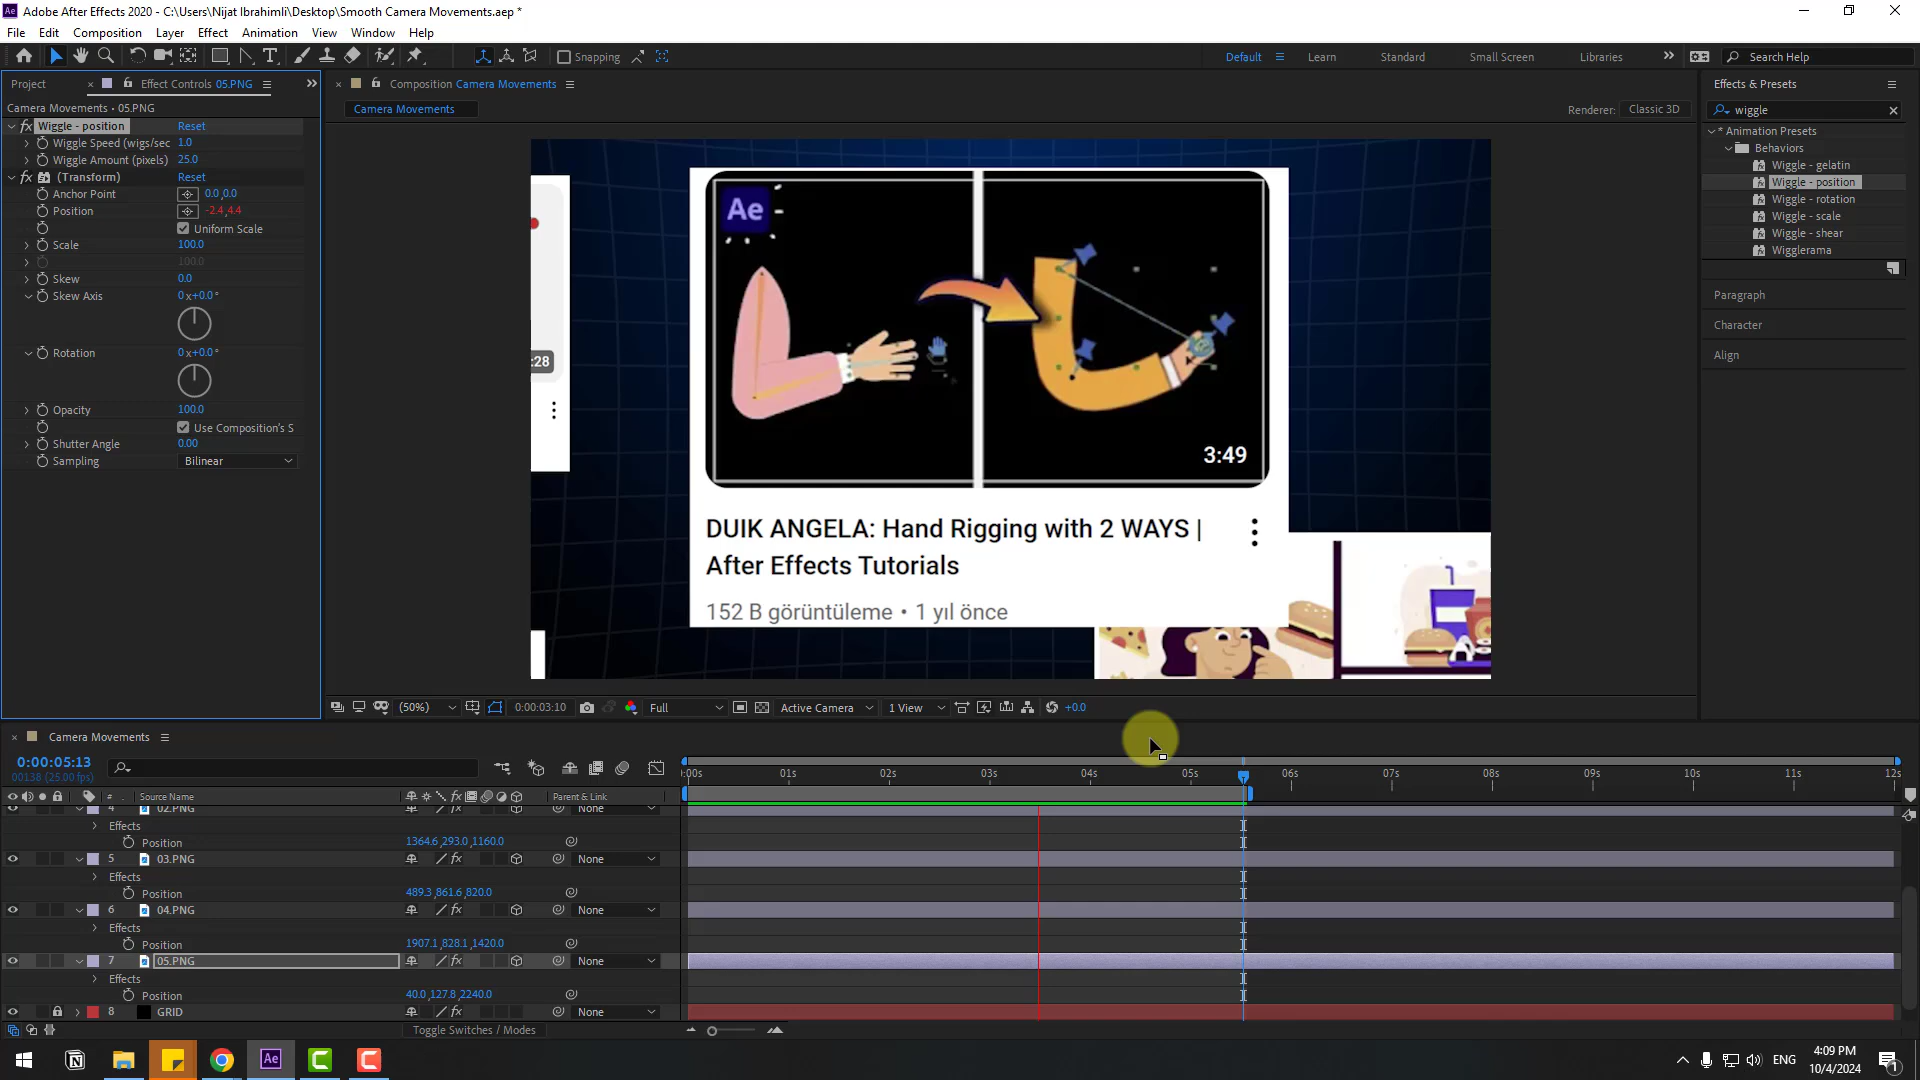 Ae Adobe After Effects 2020 - C:\Users\Nijat Ibrahimli\Desktop\Smooth Camera Movements.aep *
File Edit Composition Layer Effect Animation View Window Help
T Snapping Default Learn Standard Small Screen Libraries Search Help
Project Effect Controls 05.PNG
Composition Camera Movements
Effects & Presets
Camera Movements • 05.PNG
Camera Movements
Renderer: Classic 3D
wiggle
fx Wiggle - position Reset
Wiggle Speed (wigs/sec 1.0
Wiggle Amount (pixels) 25.0
fx (Transform) Reset
Anchor Point 0.0,0.0
Position -2.4,4.4
Uniform Scale
Scale 100.0
100.0
Skew 0.0
Skew Axis 0x+0.0°
Rotation 0x+0.0°
Opacity 100.0
Use Composition's S
Shutter Angle 0.00
Sampling Bilinear
Ae
:28
3:49
DUIK ANGELA: Hand Rigging with 2 WAYS |
After Effects Tutorials
152 B görüntüleme • 1 yıl önce
* Animation Presets
Behaviors
Wiggle - gelatin
Wiggle - position
Wiggle - rotation
Wiggle - scale
Wiggle - shear
Wigglerama
Paragraph
Character
Align
(50%) 0:00:03:10 Full Active Camera 1 View +0.0
Camera Movements
0:00:05:13
00138 (25.00 fps)
:00s 01s 02s 03s 04s 05s 06s 07s 08s 09s 10s 11s 12s
# Source Name fx Parent & Link
4 02.PNG fx None
Effects
Position 1364.6,293.0,1160.0
5 03.PNG fx None
Effects
Position 489.3,861.6,820.0
6 04.PNG fx None
Effects
Position 1907.1,828.1,1420.0
7 05.PNG fx None
Effects
Position 40.0,127.8,2240.0
8 GRID fx None
Toggle Switches / Modes
Ae
ENG
4:09 PM
10/4/2024
1